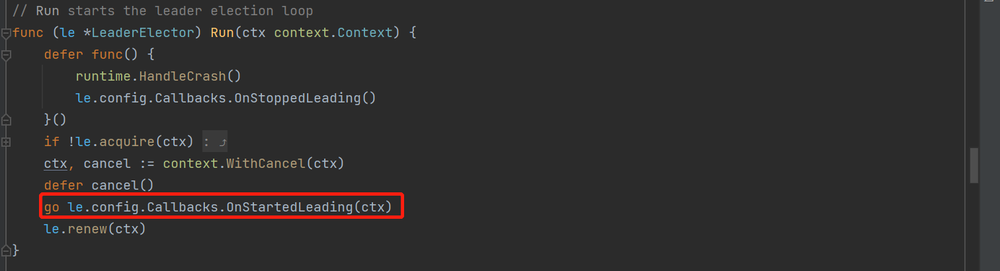 // Run starts the leader election loop
func (le *LeaderElector) Run(ctx context.Context) {
    defer func() {
        runtime.HandleCrash()
        le.config.Callbacks.OnStoppedLeading()
    }()
    if !le.acquire(ctx) : ⤴
    ctx, cancel := context.WithCancel(ctx)
    defer cancel()
    go le.config.Callbacks.OnStartedLeading(ctx)
    le.renew(ctx)
}